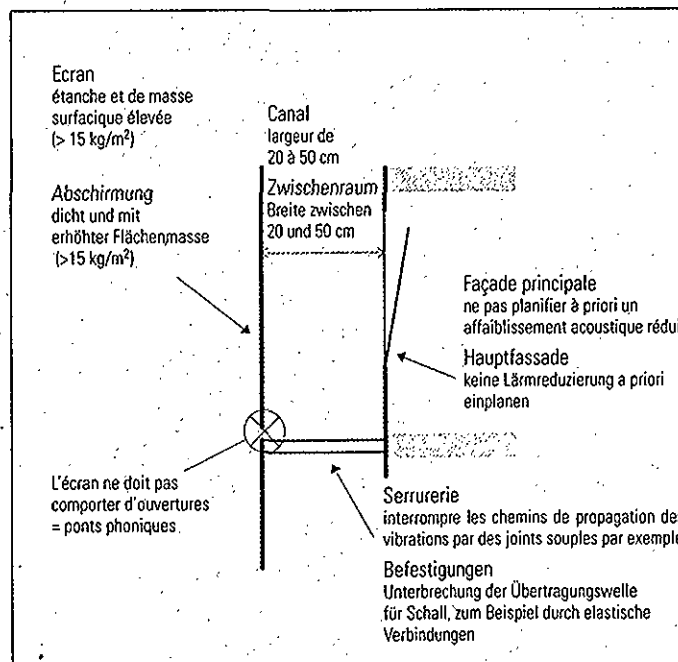 Ecran
étanche et de masse
surfacique élevée
(> 15 kg/m²)
Abschirmung
dicht und mit
erhöhter Flächenmasse
(>15 kg/m²)
Canal
largeur de
20 à 50 cm
Zwischenraum
Breite zwischen
20 und 50 cm
Façade principale
ne pas planifier à priori un
affaiblissement acoustique rédui
Hauptfassade
keine Lärmreduzierung a priori
einplanen
L'écran ne doit pas
comporter d'ouvertures
= ponts phoniques
Serrurerie
interrompre les chemins de propagation de
vibrations par des joints souples par exemple
Befestigungen
Unterbrechung der Übertragungswelle
für Schall, zum Beispiel durch elastische
Verbindungen